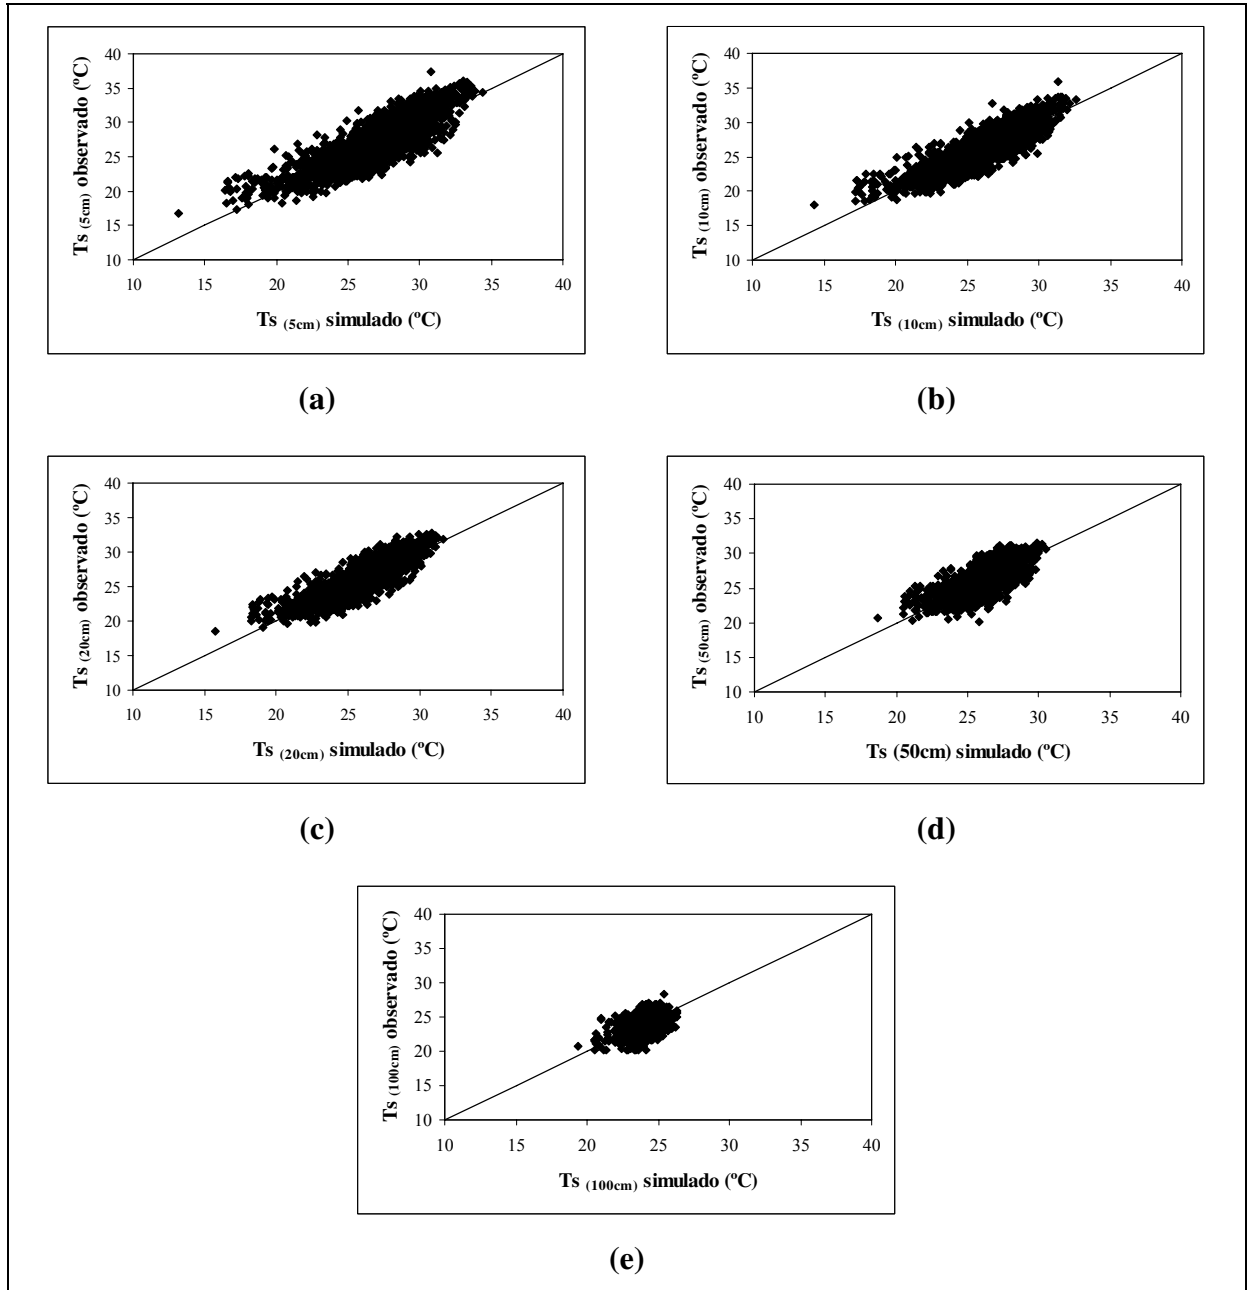 40
35
30
25
20
15
10
10 15 20 25 30 35 40
Ts (5cm) observado (ºC)
Ts (5cm) simulado (ºC)
(a)
40
35
30
25
20
15
10
10 15 20 25 30 35 40
Ts (10cm) observado (ºC)
Ts (10cm) simulado (ºC)
(b)
40
35
30
25
20
15
10
10 15 20 25 30 35 40
Ts (20cm) observado (ºC)
Ts (20cm) simulado (ºC)
(c)
40
35
30
25
20
15
10
10 15 20 25 30 35 40
Ts (50cm) observado (ºC)
Ts (50cm) simulado (ºC)
(d)
40
35
30
25
20
15
10
10 15 20 25 30 35 40
Ts (100cm) observado (ºC)
Ts (100cm) simulado (ºC)
(e)